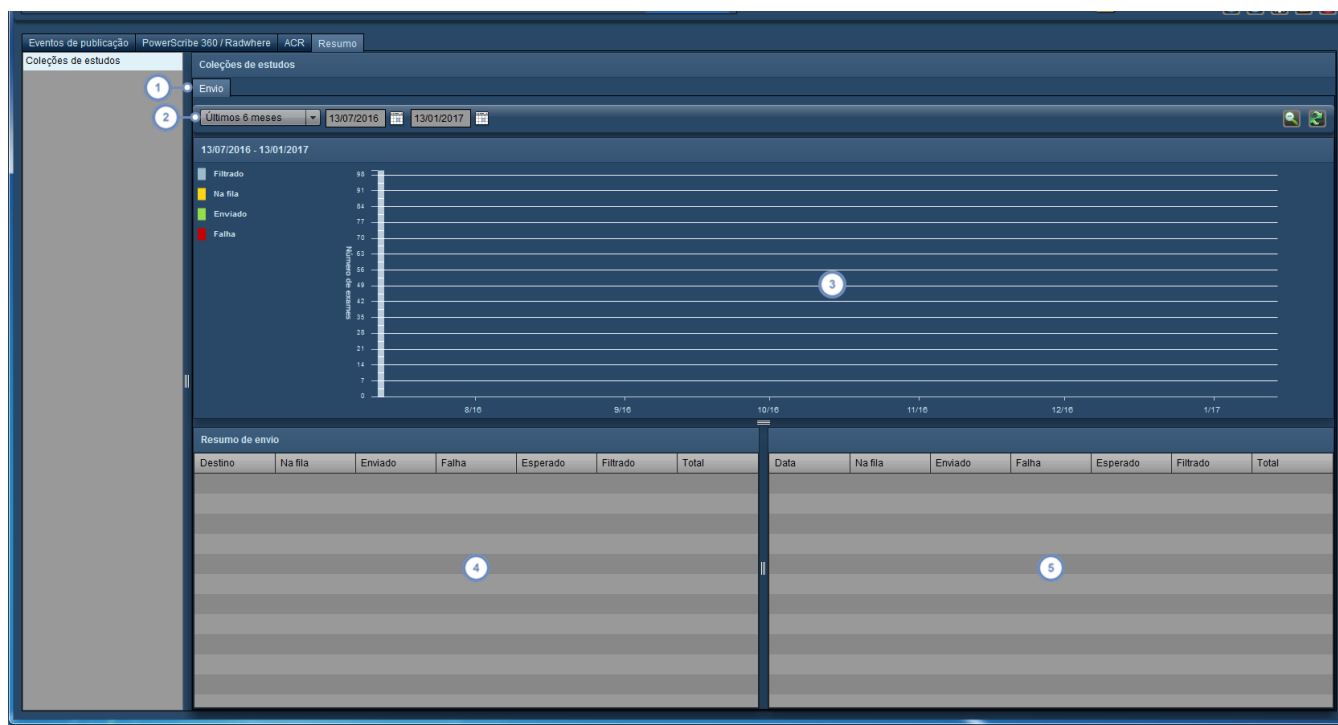 Eventos de publicação PowerScribe 360 / Radwhere ACR Resumo
Coleções de estudos
Coleções de estudos
1
Envio
2
Últimos 6 meses 13/07/2016 13/01/2017
13/07/2016 - 13/01/2017
Filtrado
Na fila
Enviado
Falha
Número de exames
98
91
84
77
70
63
56
49
42
35
28
21
14
7
0
3
8/16 9/16 10/16 11/16 12/16 1/17
Resumo de envio
Destino Na fila Enviado Falha Esperado Filtrado Total
Data Na fila Enviado Falha Esperado Filtrado Total
4
5